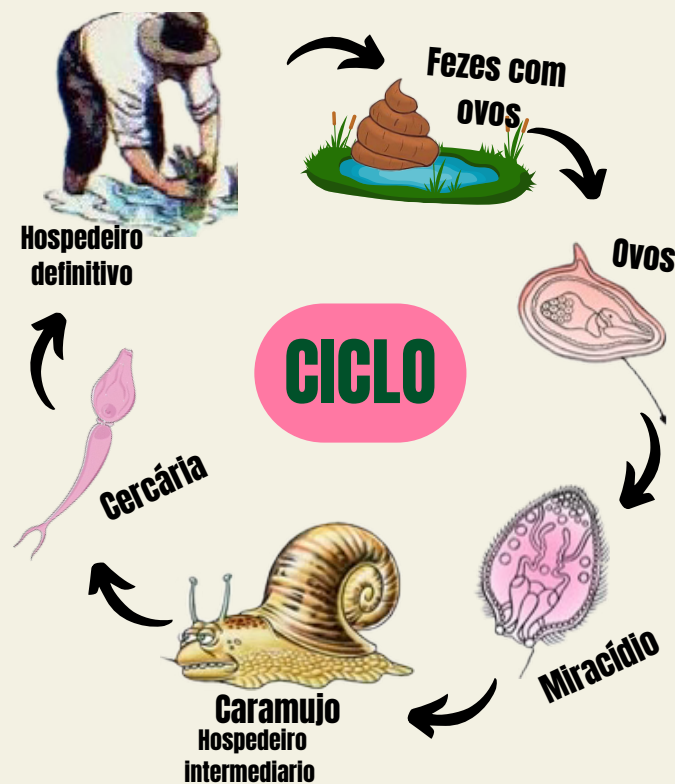 Fezes com
ovos
Hospedeiro
definitivo
Ovos
CICLO
Cercária
Miracídio
Caramujo
Hospedeiro
intermediario